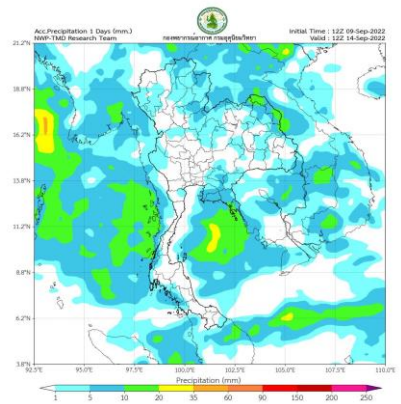 Acc.Precipitation 1 Days (mm.)
NWP-TMD Research Team
กองพยากรณ์อากาศ กรมอุตุนิยมวิทยา
Initial Time : 12Z 09-Sep-2022
Valid : 12Z 14-Sep-2022
21.2°N
18.8°N
16.2°N
13.8°N
11.2°N
8.8°N
6.2°N
3.8°N
92.5°E 95.0°E 97.5°E 100.0°E 102.5°E 105.0°E 107.5°E 110.0°E
Precipitation (mm)
1 5 10 20 35 60 90 150 200 250